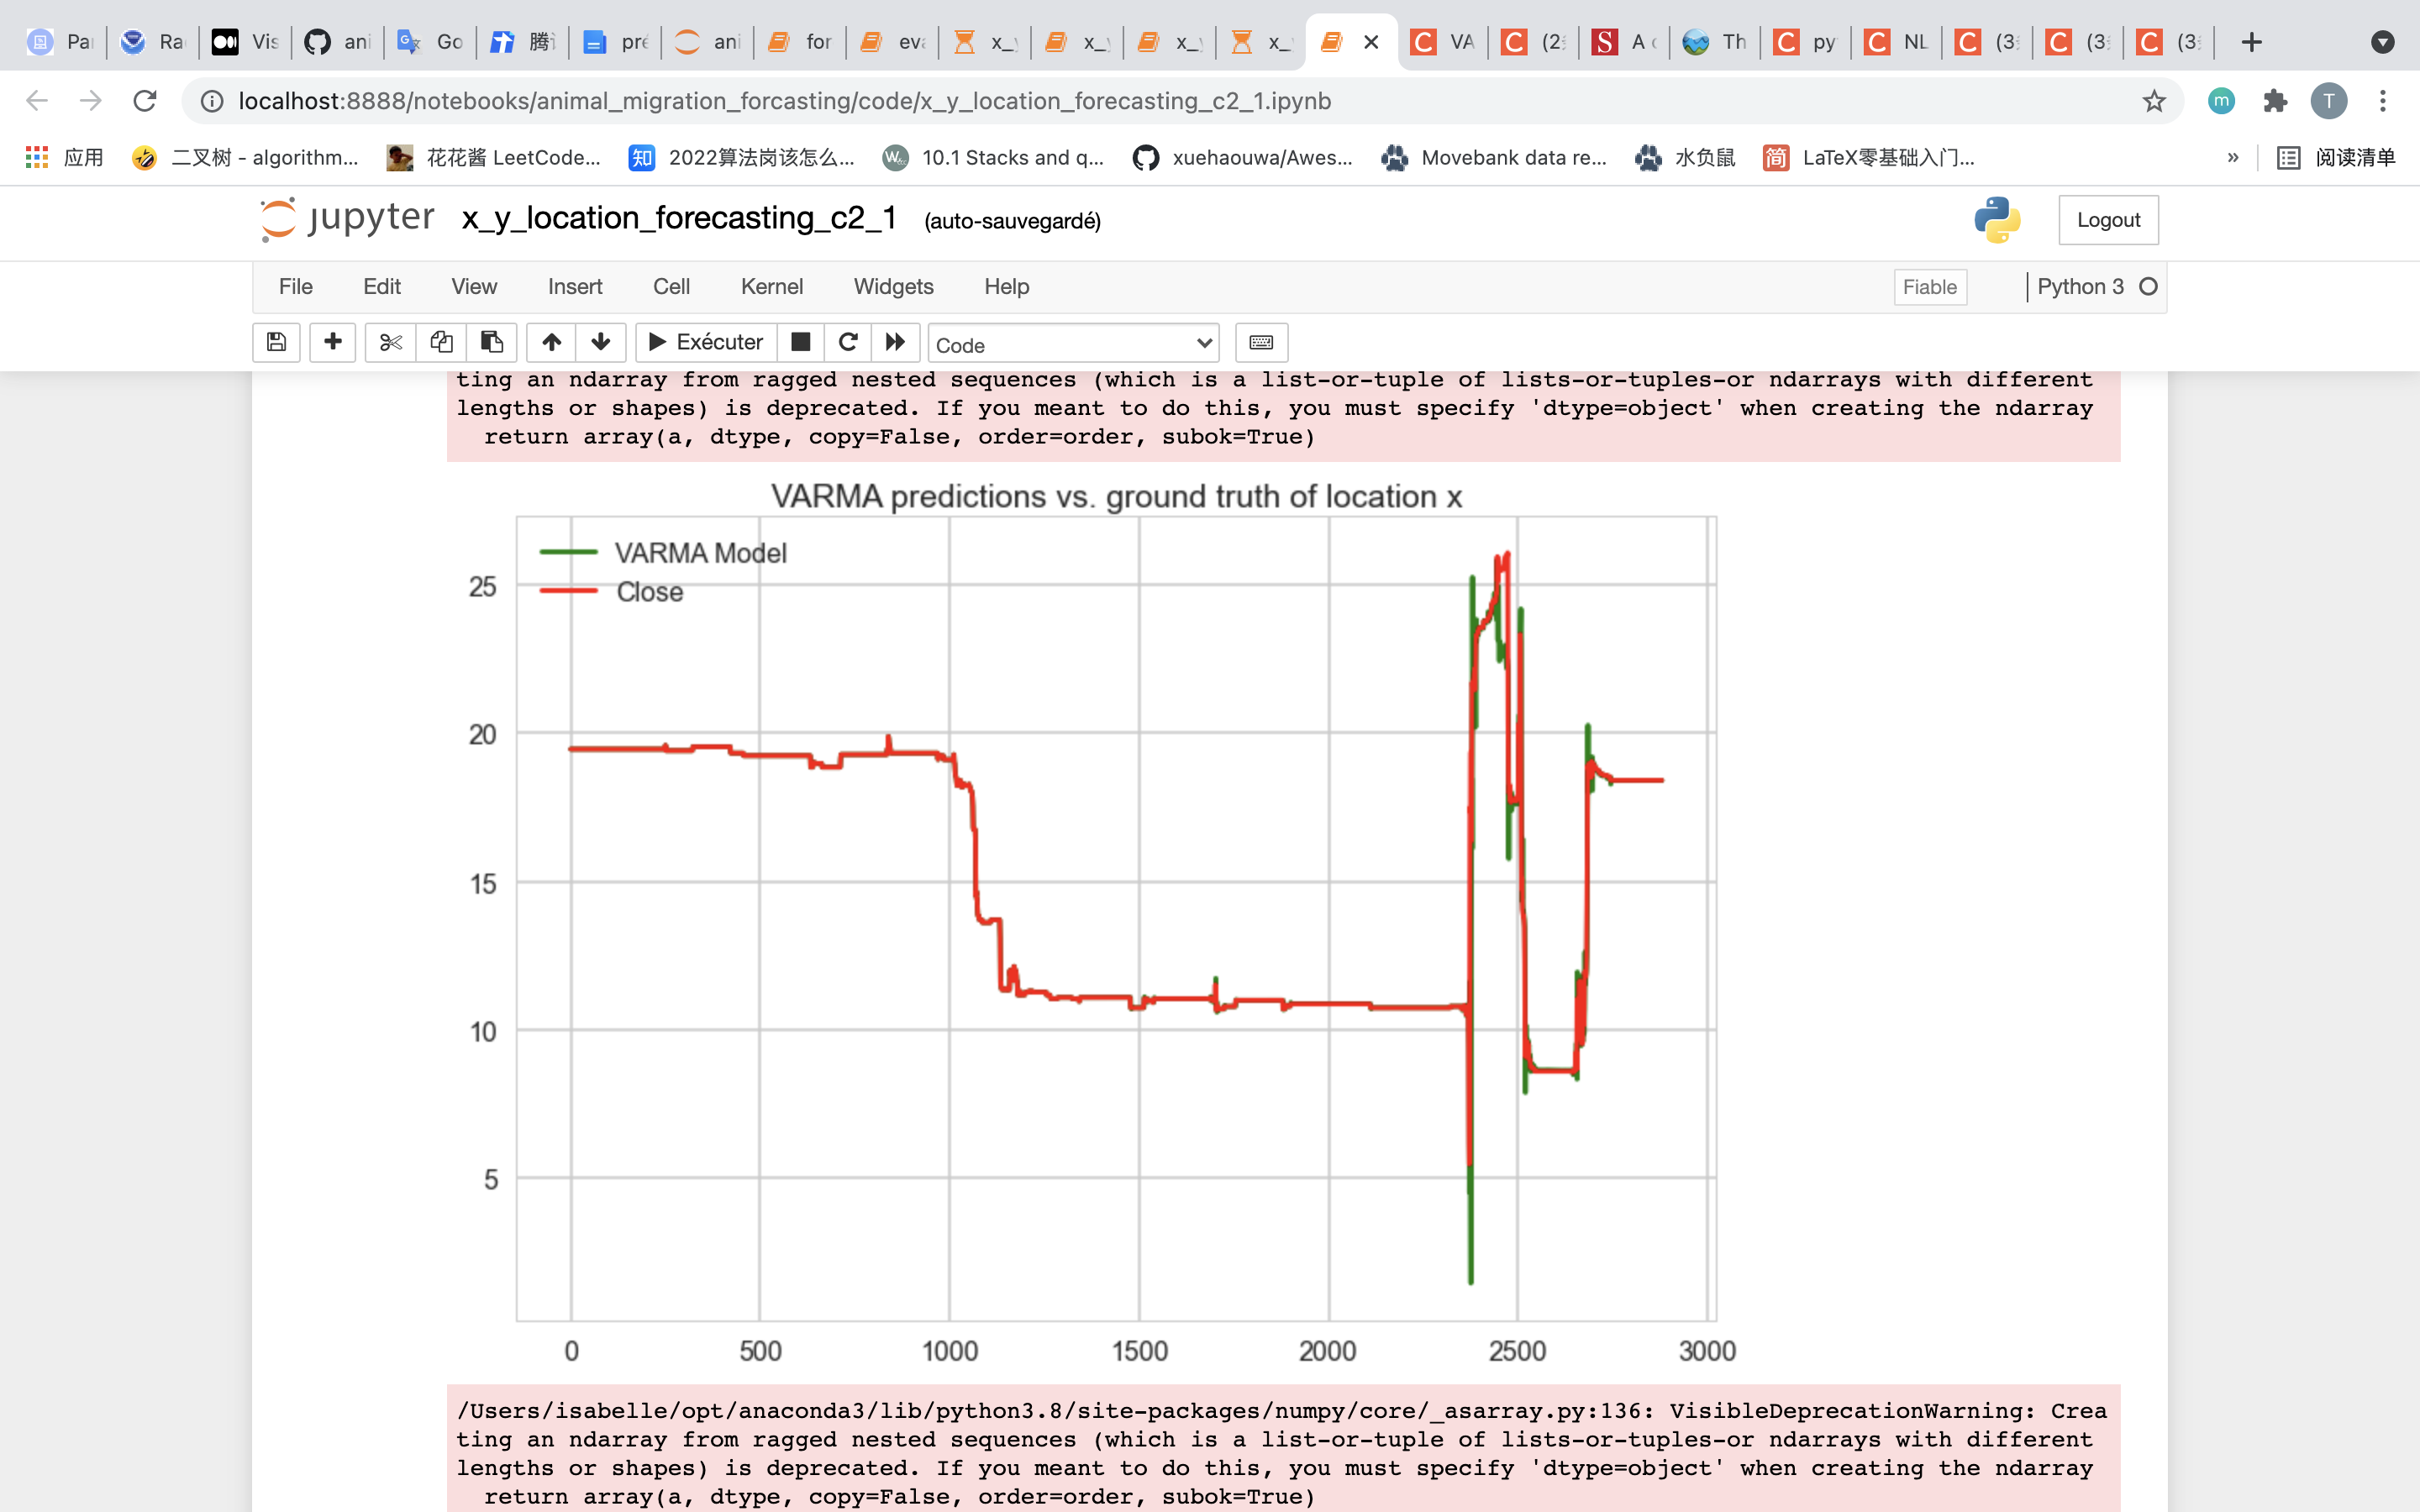 Pa Ra Vis ani Go 腾 pré ani for eva x_ x_ x_ x_ VA (2 A Th py NL (3 (3 (3
localhost:8888/notebooks/animal_migration_forcasting/code/x_y_location_forecasting_c2_1.ipynb
m T
应用 二叉树 - algorithm... 花花酱 LeetCode... 知 2022算法岗该怎么... 10.1 Stacks and q... xuehaouwa/Awes... Movebank data re... 水负鼠 简 LaTeX零基础入门... » 阅读清单
jupyter x_y_location_forecasting_c2_1 (auto-sauvegardé) Logout
File Edit View Insert Cell Kernel Widgets Help Fiable Python 3
Exécuter Code
ting an ndarray from ragged nested sequences (which is a list-or-tuple of lists-or-tuples-or ndarrays with different
lengths or shapes) is deprecated. If you meant to do this, you must specify 'dtype=object' when creating the ndarray
return array(a, dtype, copy=False, order=order, subok=True)
VARMA predictions vs. ground truth of location x
VARMA Model
Close
25
20
15
10
5
0 500 1000 1500 2000 2500 3000
/Users/isabelle/opt/anaconda3/lib/python3.8/site-packages/numpy/core/_asarray.py:136: VisibleDeprecationWarning: Crea
ting an ndarray from ragged nested sequences (which is a list-or-tuple of lists-or-tuples-or ndarrays with different
lengths or shapes) is deprecated. If you meant to do this, you must specify 'dtype=object' when creating the ndarray
return array(a, dtype, copy=False, order=order, subok=True)